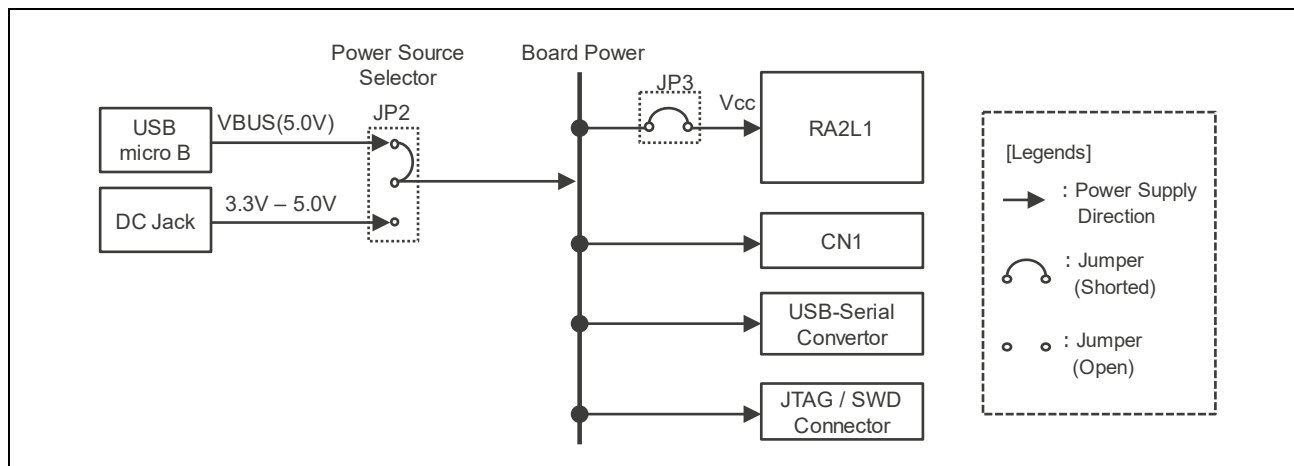 Power Source
Selector
JP2
Board Power
USB
micro B
VBUS(5.0V)
DC Jack
3.3V – 5.0V
JP3
Vcc
RA2L1
CN1
USB-Serial
Convertor
JTAG / SWD
Connector
[Legends]
: Power Supply
Direction
: Jumper
(Shorted)
: Jumper
(Open)